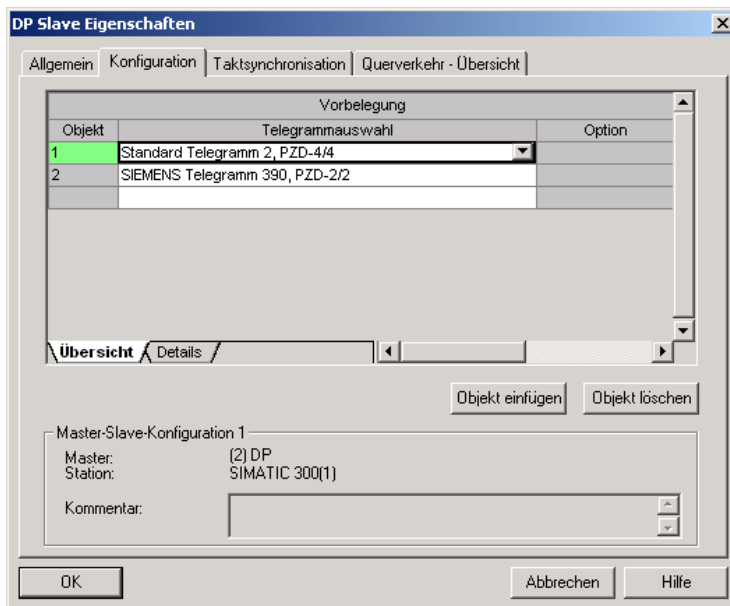 DP Slave Eigenschaften
Allgemein Konfiguration Taktsynchronisation Querverkehr - Übersicht
Vorbelegung
Objekt Telegrammauswahl Option
1 Standard Telegramm 2, PZD-4/4
2 SIEMENS Telegramm 390, PZD-2/2
Übersicht Details
Objekt einfügen Objekt löschen
Master-Slave-Konfiguration 1
Master: (2) DP
Station: SIMATIC 300(1)
Kommentar:
OK Abbrechen Hilfe